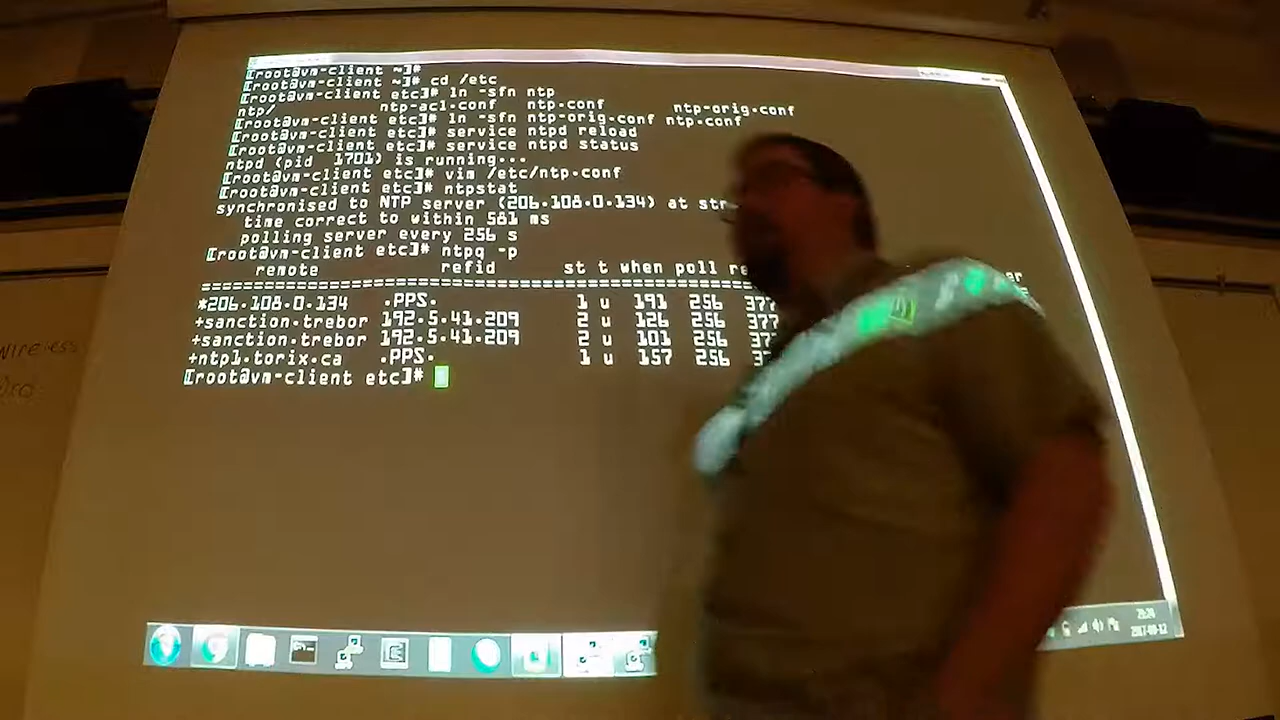 [root@vm-client ~]#
[root@vm-client ~]# cd /etc
[root@vm-client etc]# ln -sfn ntp
ntp/ ntp-acl.conf ntp.conf ntp-orig.conf
[root@vm-client etc]# ln -sfn ntp-orig.conf ntp.conf
[root@vm-client etc]# service ntpd reload
[root@vm-client etc]# service ntpd status
ntpd (pid 1701) is running...
[root@vm-client etc]# vim /etc/ntp.conf
[root@vm-client etc]# ntpstat
synchronised to NTP server (206.108.0.134) at str
time correct to within 581 ms
polling server every 256 s
[root@vm-client etc]# ntpq -p
remote refid st t when poll re er
==============================================
*206.108.0.134 .PPS. 1 u 191 256 377
+sanction.trebor 192.5.41.209 2 u 126 256 377
+sanction.trebor 192.5.41.209 2 u 101 256 377
+ntp1.torix.ca .PPS. 1 u 157 256 37
[root@vm-client etc]#
WIRELESS